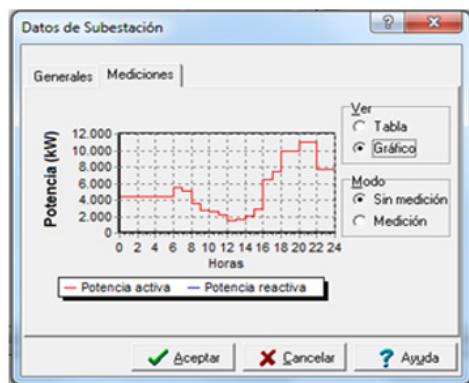 Datos de Subestación
Generales
Mediciones
Potencia (kW)
12.000
10.000
8.000
6.000
4.000
2.000
0
0 2 4 6 8 10 12 14 16 18 20 22 24
Horas
Potencia activa
Potencia reactiva
Ver
Tabla
Gráfico
Modo
Sin medición
Medición
Aceptar
Cancelar
? Ayuda